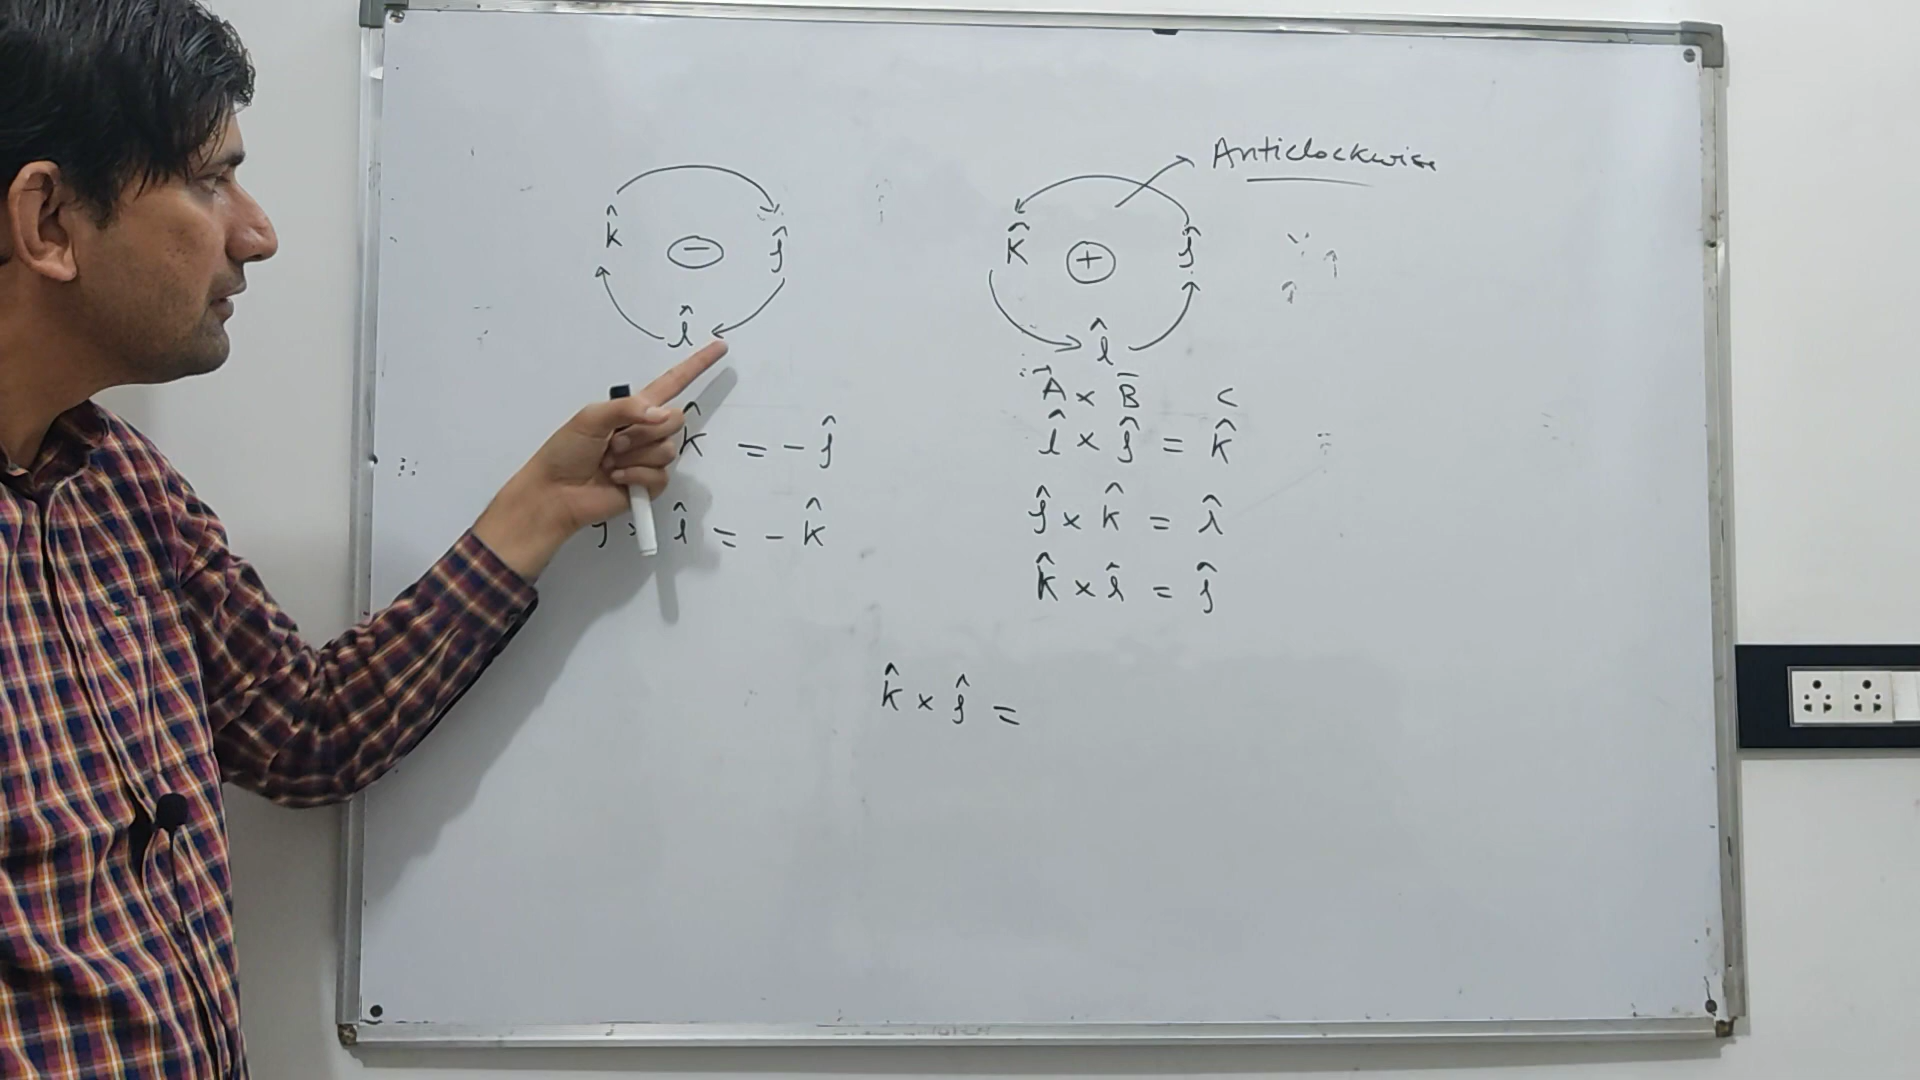 Anticlockwise
k̂ − ĵ
î
k̂ + ĵ
î
A⃗ × B̅ C
î × ĵ = k̂
ĵ × k̂ = î
k̂ × î = ĵ
k̂ = - ĵ
ĵ × î = - k̂
k̂ × ĵ =